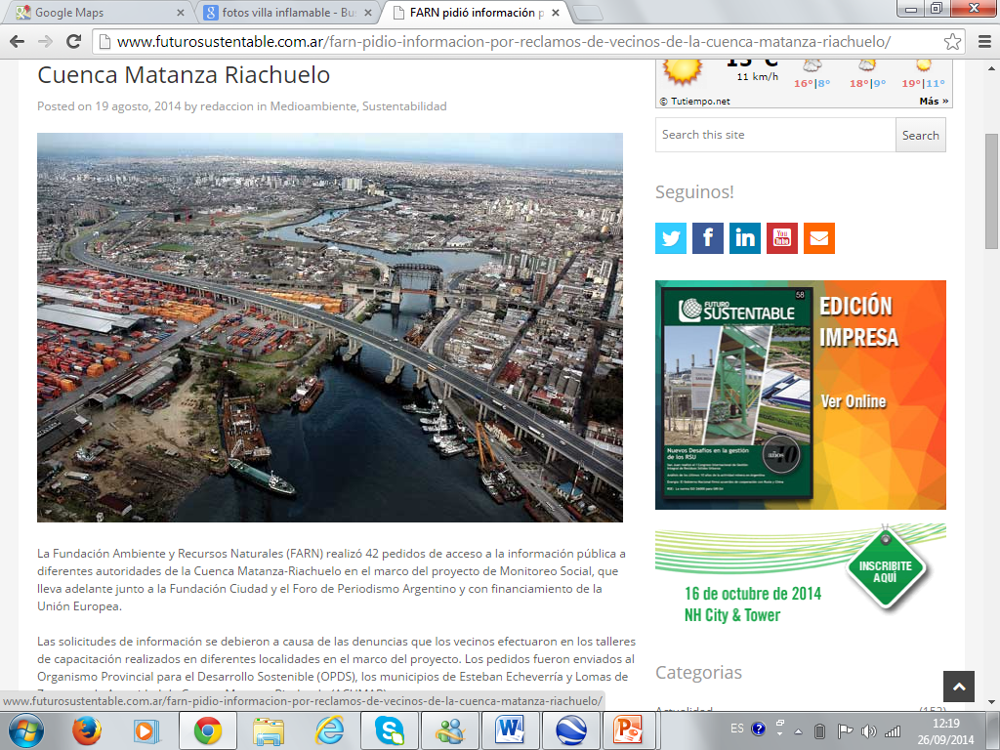 Google Maps
fotos villa inflamable - Bus
FARN pidió información p
www.futurosustentable.com.ar/farn-pidio-informacion-por-reclamos-de-vecinos-de-la-cuenca-matanza-riachuelo/
Cuenca Matanza Riachuelo
Posted on 19 agosto, 2014 by redaccion in Medioambiente, Sustentabilidad
11 km/h
16°|8° 18°|9° 19°|11°
© Tutiempo.net Más »
Search this site Search
Seguinos!
You Tube
58
FUTURO
SUSTENTABLE
Nuevos Desafíos en la gestión
de los RSU
EDICIÓN
IMPRESA
Ver Online
INSCRIBITE
AQUÍ
16 de octubre de 2014
NH City & Tower
La Fundación Ambiente y Recursos Naturales (FARN) realizó 42 pedidos de acceso a la información pública a
diferentes autoridades de la Cuenca Matanza-Riachuelo en el marco del proyecto de Monitoreo Social, que
lleva adelante junto a la Fundación Ciudad y el Foro de Periodismo Argentino y con financiamiento de la
Unión Europea.
Las solicitudes de información se debieron a causa de las denuncias que los vecinos efectuaron en los talleres
de capacitación realizados en diferentes localidades en el marco del proyecto. Los pedidos fueron enviados al
Organismo Provincial para el Desarrollo Sostenible (OPDS), los municipios de Esteban Echeverría y Lomas de
Categorias
Actualidad (152)
www.futurosustentable.com.ar/farn-pidio-informacion-por-reclamos-de-vecinos-de-la-cuenca-matanza-riachuelo/
ES
12:19
26/09/2014